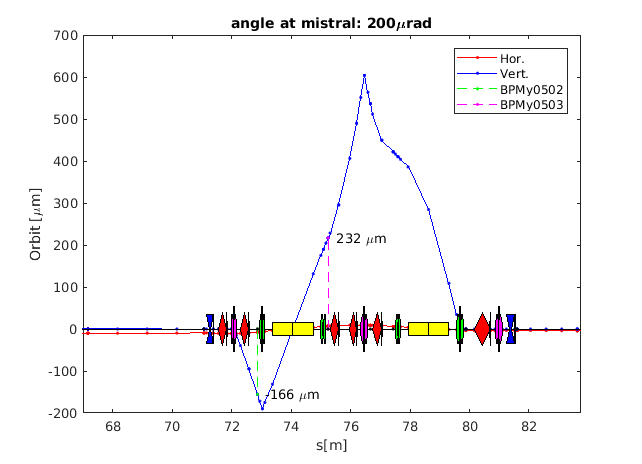 angle at mistral: 200μrad
700
600
500
400
300
200
100
0
-100
-200
Orbit [μm]
Hor.
Vert.
BPMy0502
BPMy0503
232 μm
-166 μm
68
70
72
74
76
78
80
82
s[m]